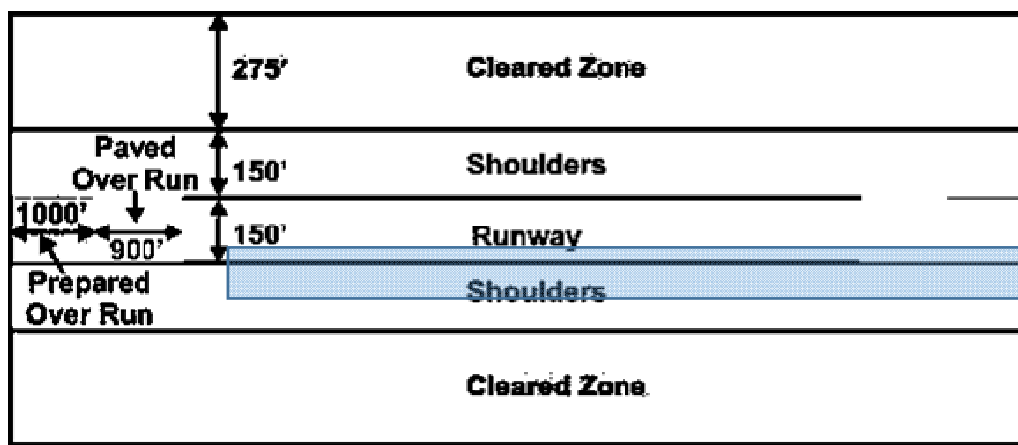 275'
Cleared Zone
Paved
Over Run
150'
Shoulders
1000'
900'
150'
Runway
Prepared
Over Run
Shoulders
Cleared Zone